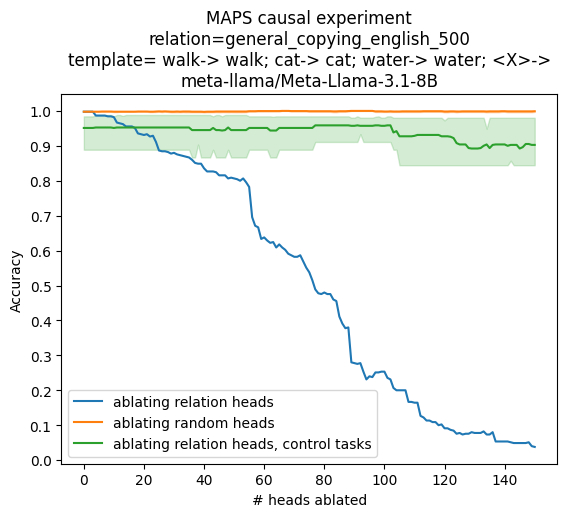 MAPS causal experiment
relation=general_copying_english_500
template= walk-> walk; cat-> cat; water-> water; <X>->
meta-llama/Meta-Llama-3.1-8B
Accuracy
1.0
0.9
0.8
0.7
0.6
0.5
0.4
0.3
0.2
0.1
0.0
ablating relation heads
ablating random heads
ablating relation heads, control tasks
0 20 40 60 80 100 120 140
# heads ablated